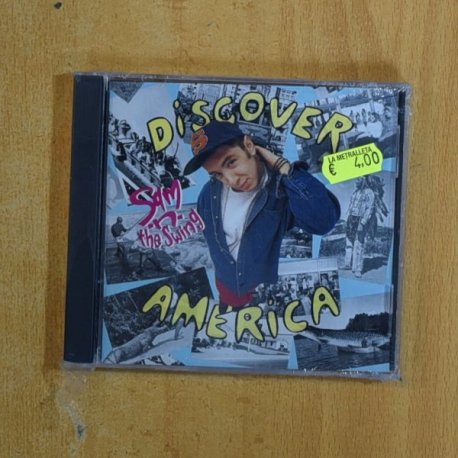 DiSCOVER
LA METRALLETA
€ 4,00
SAM
-n-
the Swing
AMERICA